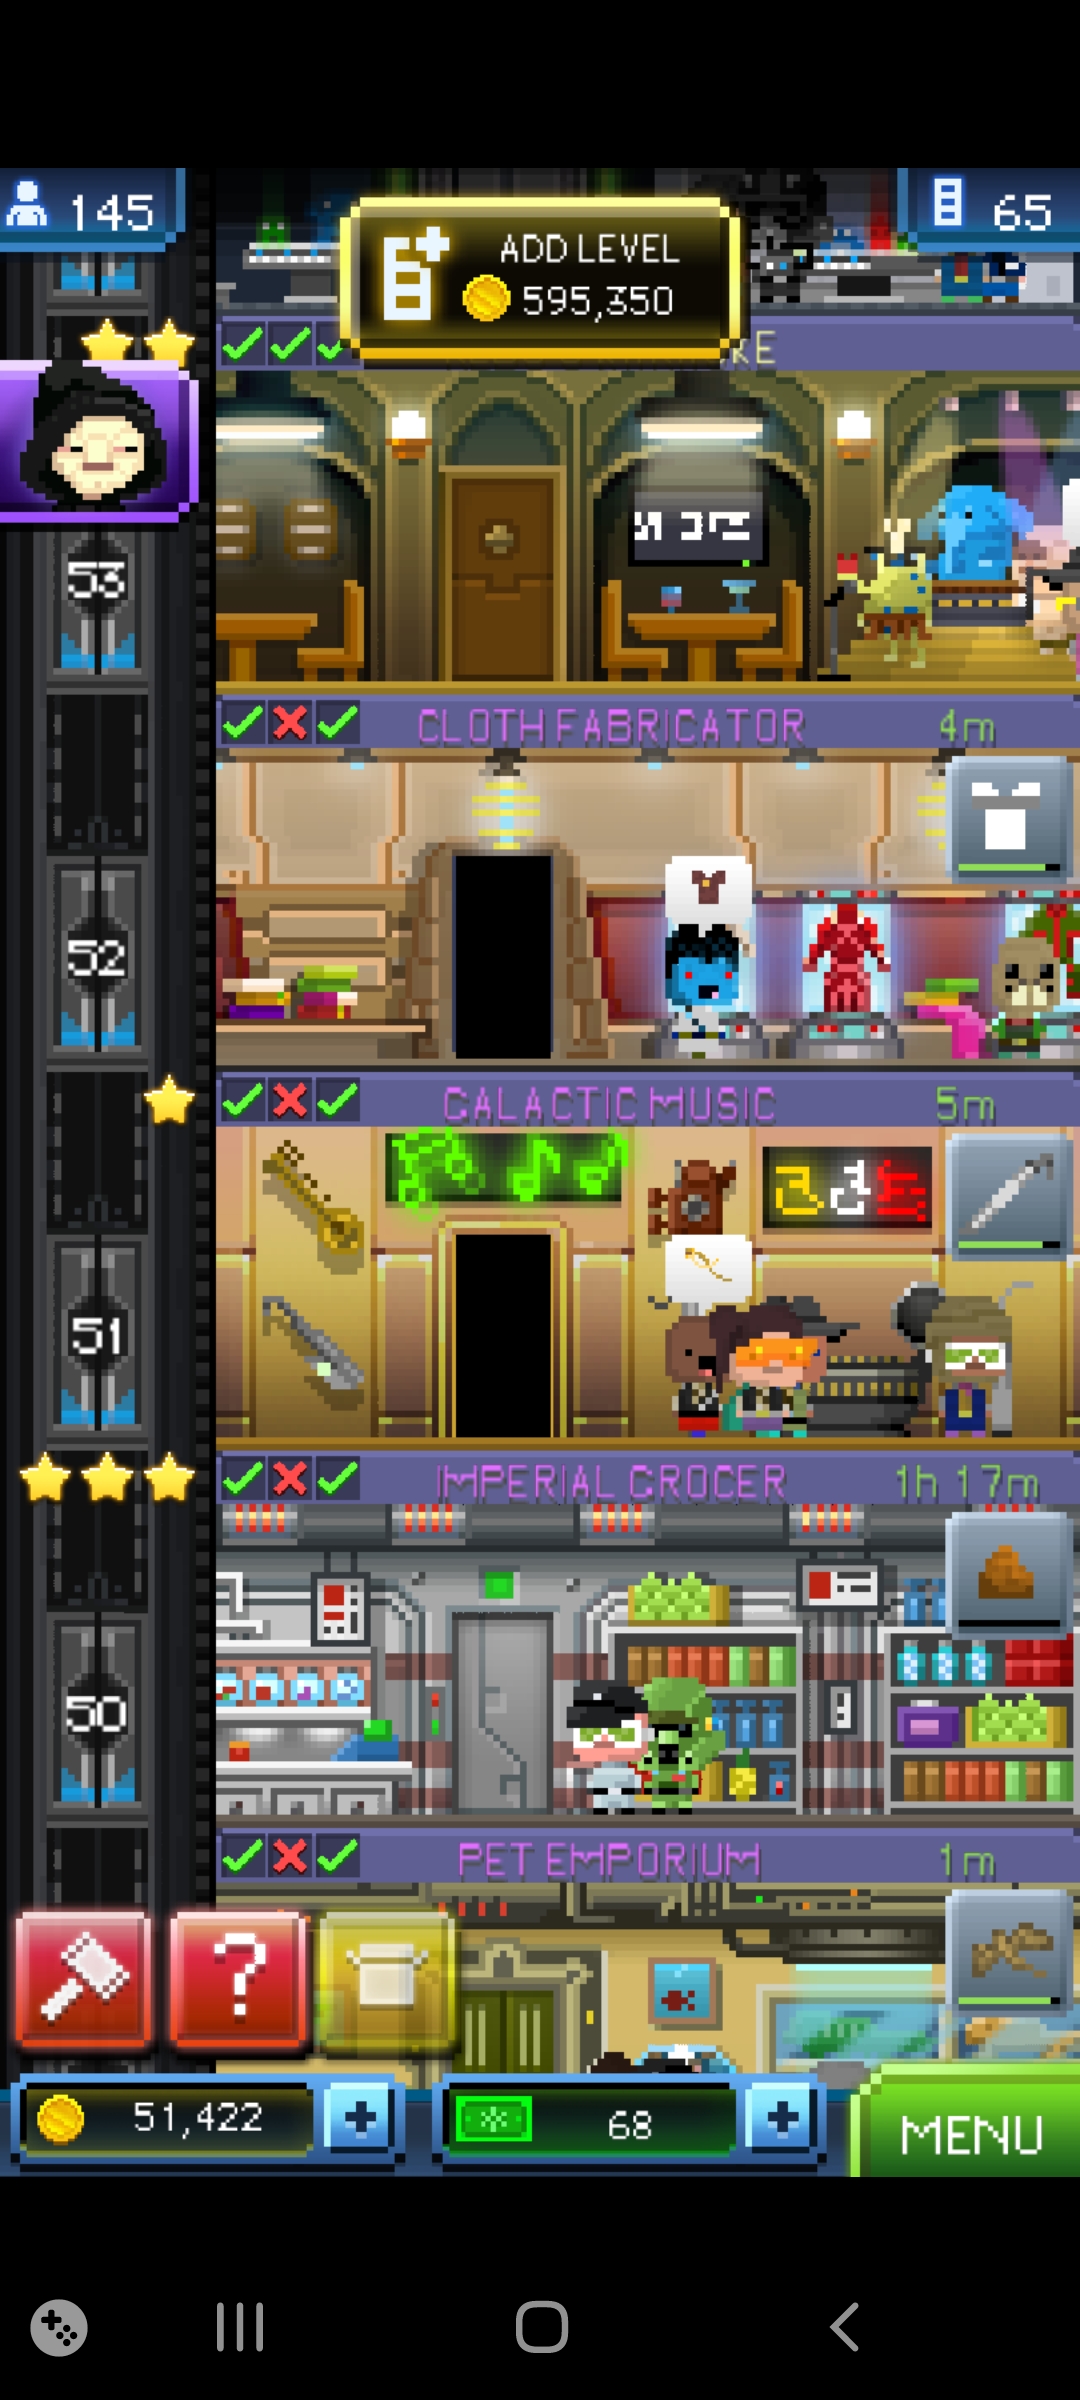 145
ADD LEVEL
595,350
65
KE
53
CLOTH FABRICATOR 4m
52
GALACTIC MUSIC 5m
51
IMPERIAL GROCER 1h 17m
50
PET EMPORIUM 1m
?
51,422 + 68 + MENU